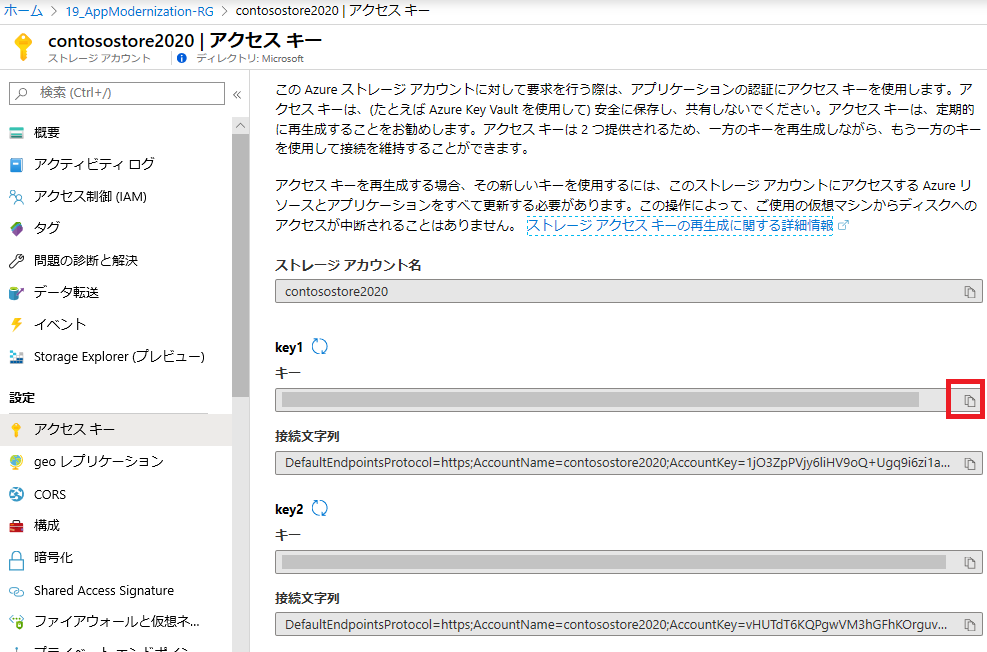 ホーム > 19_AppModernization-RG > contosostore2020 | アクセス キー
contosostore2020 | アクセス キー
ストレージ アカウント
ディレクトリ: Microsoft
検索 (Ctrl+/)
«
概要
アクティビティ ログ
アクセス制御 (IAM)
タグ
問題の診断と解決
データ転送
イベント
Storage Explorer (プレビュー)
設定
アクセス キー
geo レプリケーション
CORS
構成
暗号化
Shared Access Signature
ファイアウォールと仮想ネ...
プライベート エンドポイン
この Azure ストレージ アカウントに対して要求を行う際は、アプリケーションの認証にアクセス キーを使用します。ア
クセス キーは、(たとえば Azure Key Vault を使用して) 安全に保存し、共有しないでください。アクセス キーは、定期的
に再生成することをお勧めします。アクセス キーは 2 つ提供されるため、一方のキーを再生成しながら、もう一方のキー
を使用して接続を維持することができます。
アクセス キーを再生成する場合、その新しいキーを使用するには、このストレージ アカウントにアクセスする Azure リ
ソースとアプリケーションをすべて更新する必要があります。この操作によって、ご使用の仮想マシンからディスクへの
アクセスが中断されることはありません。 ストレージ アクセス キーの再生成に関する詳細情報
ストレージ アカウント名
contosostore2020
key1
キー
接続文字列
DefaultEndpointsProtocol=https;AccountName=contosostore2020;AccountKey=1jO3ZpPVjy6liHV9oQ+Ugq9i6zi1a...
key2
キー
接続文字列
DefaultEndpointsProtocol=https;AccountName=contosostore2020;AccountKey=vHUTdT6KQPgwVM3hGFhKOrguv...